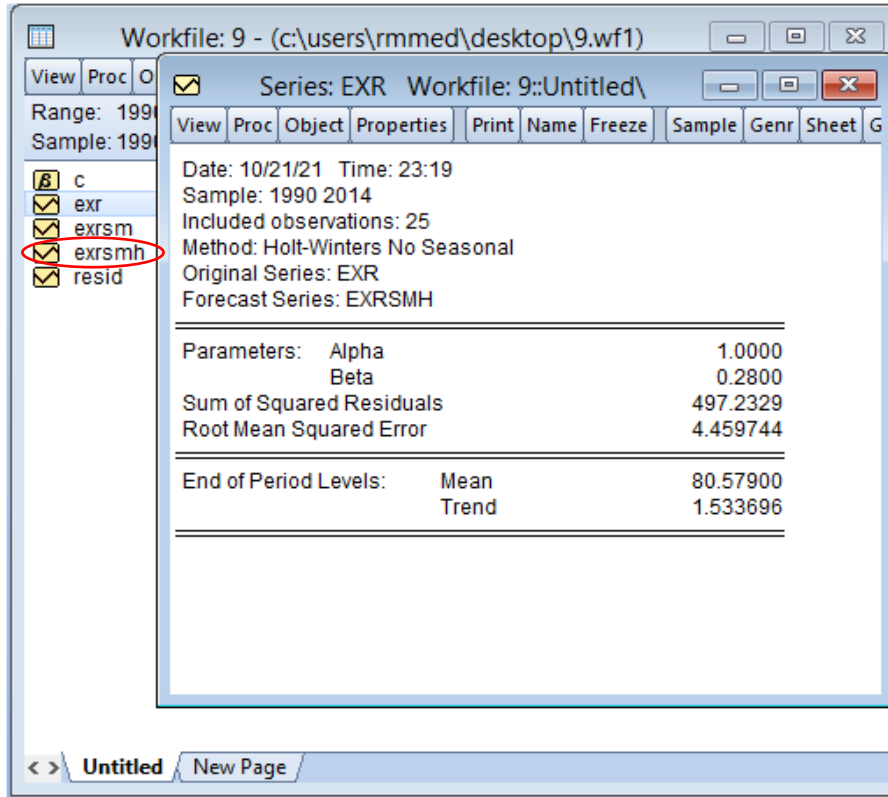 Workfile: 9 - (c:\users\rmmed\desktop\9.wf1)
View Proc O
Range: 199
Sample: 199
c
exr
exrsm
exrsmh
resid
Series: EXR Workfile: 9::Untitled\
View Proc Object Properties Print Name Freeze Sample Genr Sheet G
Date: 10/21/21 Time: 23:19
Sample: 1990 2014
Included observations: 25
Method: Holt-Winters No Seasonal
Original Series: EXR
Forecast Series: EXRSMH
Parameters: Alpha 1.0000
Beta 0.2800
Sum of Squared Residuals 497.2329
Root Mean Squared Error 4.459744
End of Period Levels: Mean 80.57900
Trend 1.533696
< > Untitled New Page